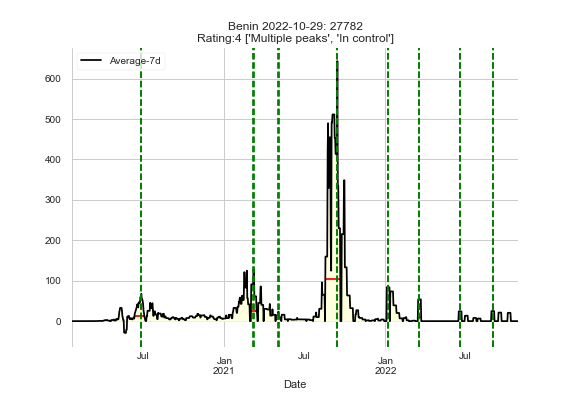 Benin 2022-10-29: 27782
Rating:4 ['Multiple peaks', 'In control']
Average-7d
600
500
400
300
200
100
0
Jul
Jan
2021
Jul
Jan
2022
Jul
Date